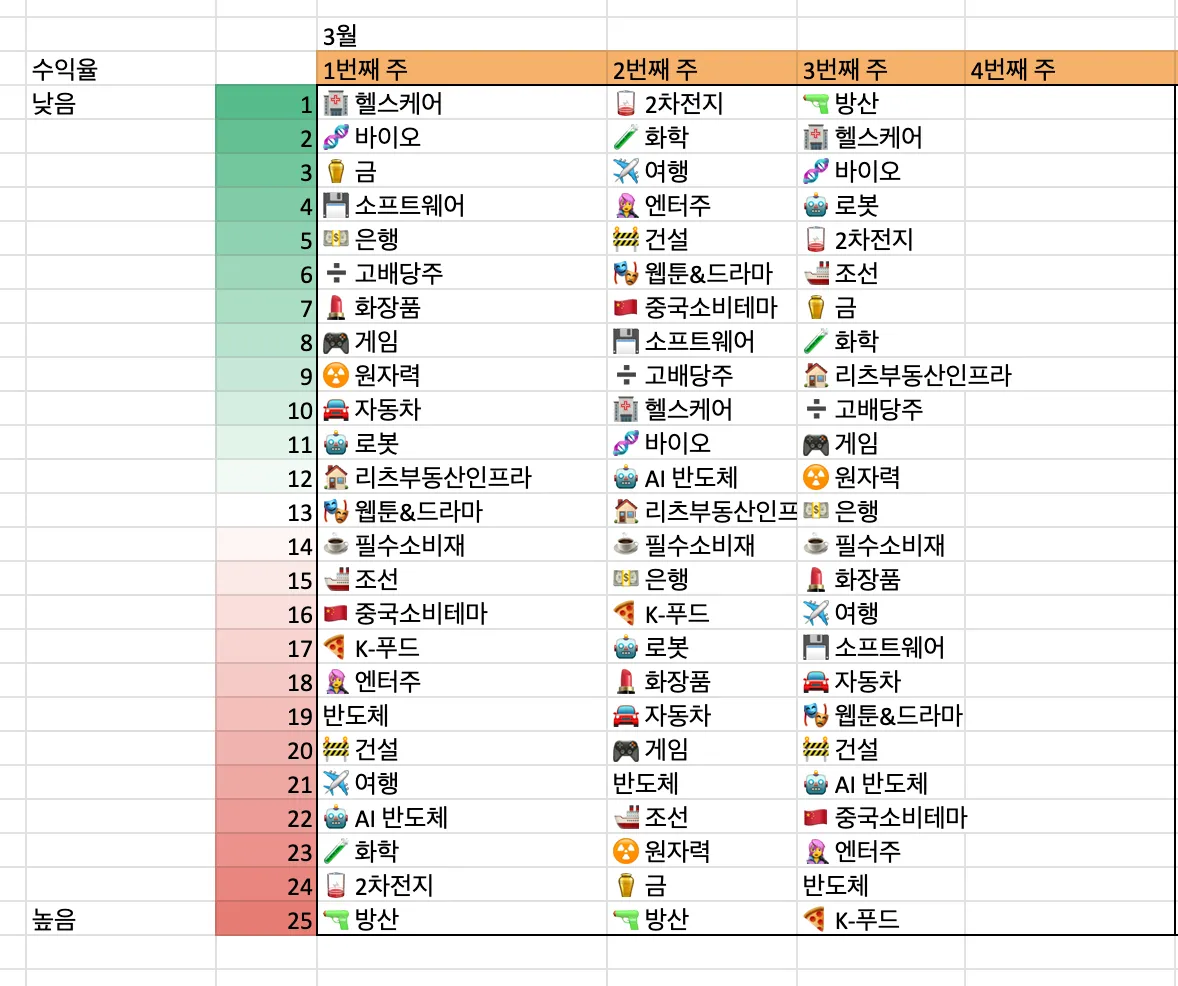 3월
수익율 1번째 주 2번째 주 3번째 주 4번째 주
낮음 1 🏥 헬스케어 🪫 2차전지 🔫 방산
2 🧬 바이오 🧪 화학 🏥 헬스케어
3 ⚱️ 금 ✈️ 여행 🧬 바이오
4 💾 소프트웨어 👩‍🎤 엔터주 🤖 로봇
5 💵 은행 🚧 건설 🪫 2차전지
6 ➗ 고배당주 🎭 웹툰&드라마 🚢 조선
7 💄 화장품 🇨🇳 중국소비테마 ⚱️ 금
8 🎮 게임 💾 소프트웨어 🧪 화학
9 ☢️ 원자력 ➗ 고배당주 🏠 리츠부동산인프라
10 🚘 자동차 🏥 헬스케어 ➗ 고배당주
11 🤖 로봇 🧬 바이오 🎮 게임
12 🏠 리츠부동산인프라 🤖 AI 반도체 ☢️ 원자력
13 🎭 웹툰&드라마 🏠 리츠부동산인프 💵 은행
14 ☕ 필수소비재 ☕ 필수소비재 ☕ 필수소비재
15 🚢 조선 💵 은행 💄 화장품
16 🇨🇳 중국소비테마 🍕 K-푸드 ✈️ 여행
17 🍕 K-푸드 🤖 로봇 💾 소프트웨어
18 👩‍🎤 엔터주 💄 화장품 🚘 자동차
19 반도체 🚘 자동차 🎭 웹툰&드라마
20 🚧 건설 🎮 게임 🚧 건설
21 ✈️ 여행 반도체 🤖 AI 반도체
22 🤖 AI 반도체 🚢 조선 🇨🇳 중국소비테마
23 🧪 화학 ☢️ 원자력 👩‍🎤 엔터주
24 🪫 2차전지 ⚱️ 금 반도체
높음 25 🔫 방산 🔫 방산 🍕 K-푸드